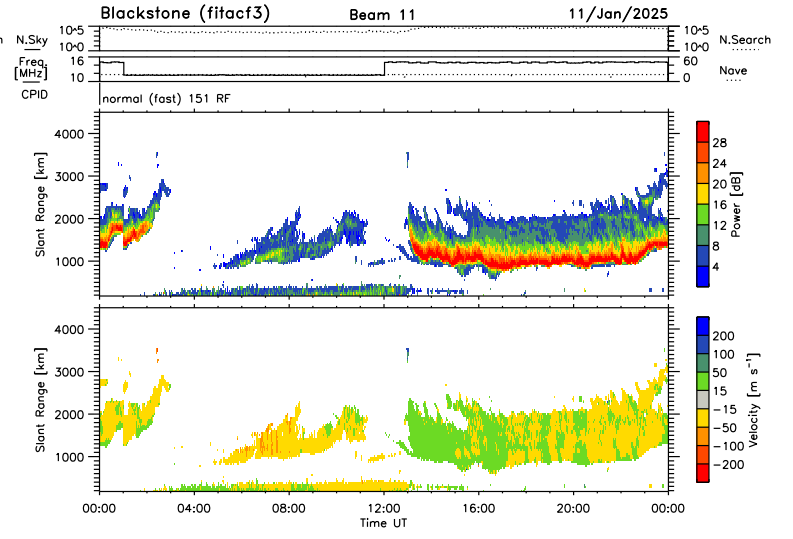 Blackstone (fitacf3) Beam 11 11/Jan/2025
N.Sky 10^5 10^0 10^5 10^0 N.Search
Freq. [MHz] 16 10 60 0 Nave
CPID normal (fast) 151 RF
Slant Range [km]
4000
3000
2000
1000
28
24
20
16
12
8
4
Power [dB]
Slant Range [km]
4000
3000
2000
1000
200
100
50
15
−15
−50
−100
−200
Velocity [m s⁻¹]
00:00 04:00 08:00 12:00 16:00 20:00 00:00
Time UT